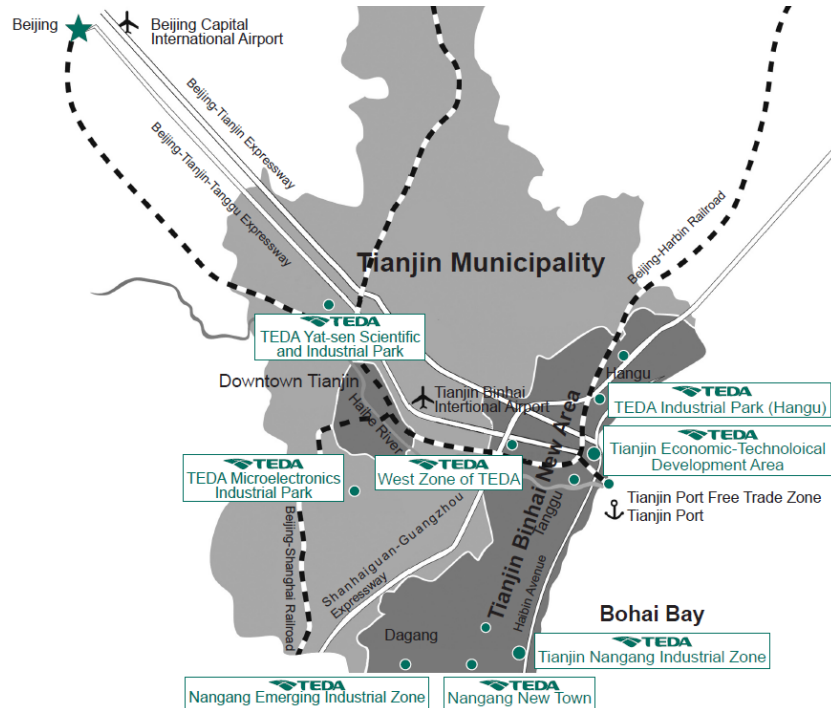 Beijing
Beijing Capital
International Airport
Beijing-Tianjin Expressway
Beijing-Tianjin-Tanggu Expressway
Tianjin Municipality
Beijing-Harbin Railroad
TEDA
TEDA Yat-sen Scientific
and Industrial Park
Hangu
Downtown Tianjin
Tianjin Binhai
Intertional Airport
TEDA
TEDA Industrial Park (Hangu)
Haihe River
Tianjin Binhai New Area
TEDA
Tianjin Economic-Technoloical
Development Area
TEDA
TEDA Microelectronics
Industrial Park
TEDA
West Zone of TEDA
Tanggu
Tianjin Port Free Trade Zone
Tianjin Port
Beijing-Shanghai Railroad
Shanhaiguan-Guangzhou
Expressway
Haibin Avenue
Bohai Bay
Dagang
TEDA
Tianjin Nangang Industrial Zone
TEDA
Nangang Emerging Industrial Zone
TEDA
Nangang New Town